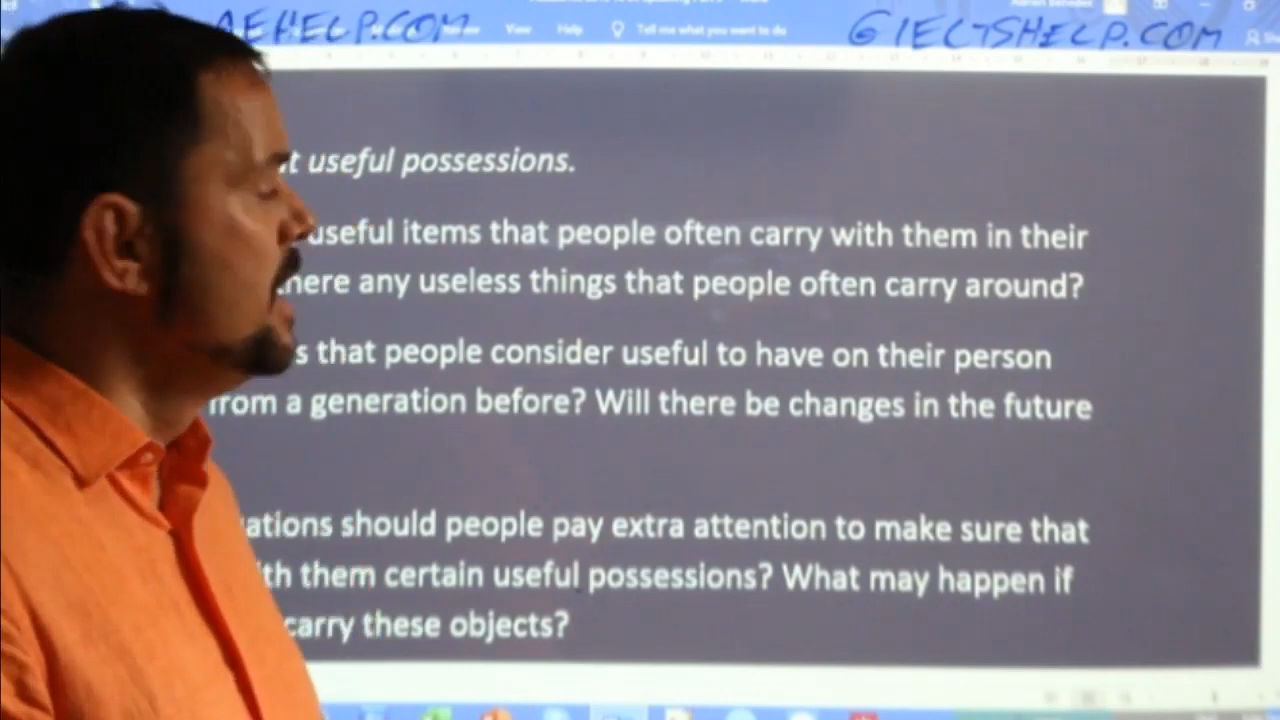 AEHELP.COM
GIELTSHELP.COM
View Help Tell me what you want to do
useful possessions.
useful items that people often carry with them in their
here any useless things that people often carry around?
s that people consider useful to have on their person
from a generation before? Will there be changes in the future
ations should people pay extra attention to make sure that
th them certain useful possessions? What may happen if
carry these objects?